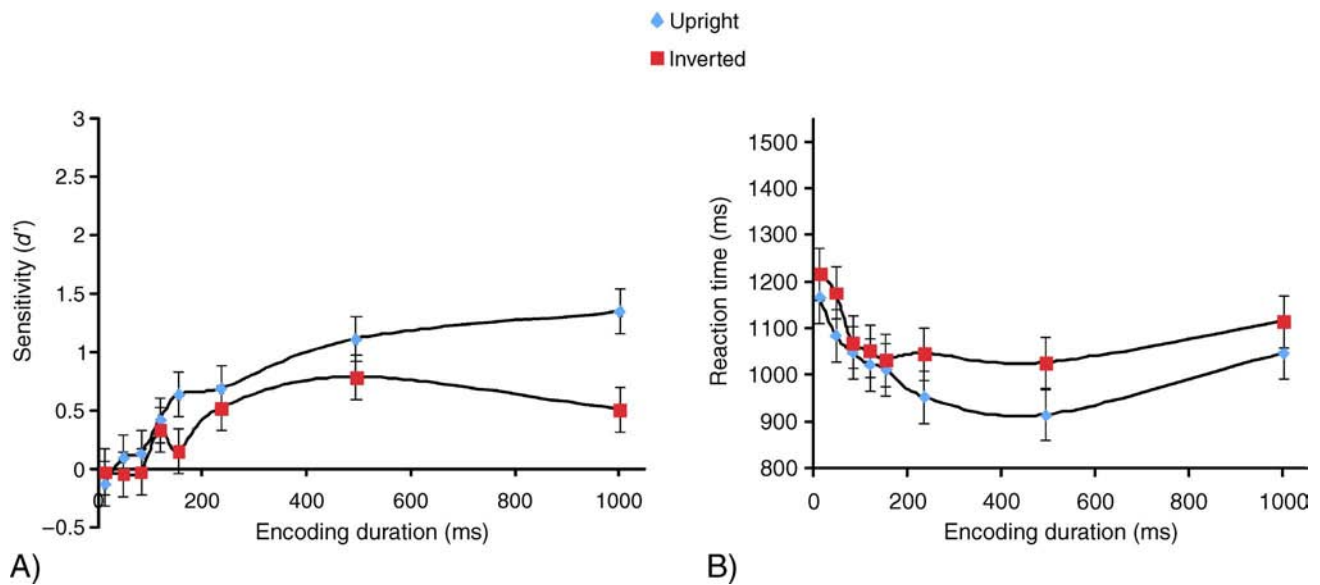 Upright
Inverted
3
2.5
2
1.5
1
0.5
0
−0.5
Sensitivity (d')
0 200 400 600 800 1000
Encoding duration (ms)
A)
1500
1400
1300
1200
1100
1000
900
800
Reaction time (ms)
0 200 400 600 800 1000
Encoding duration (ms)
B)